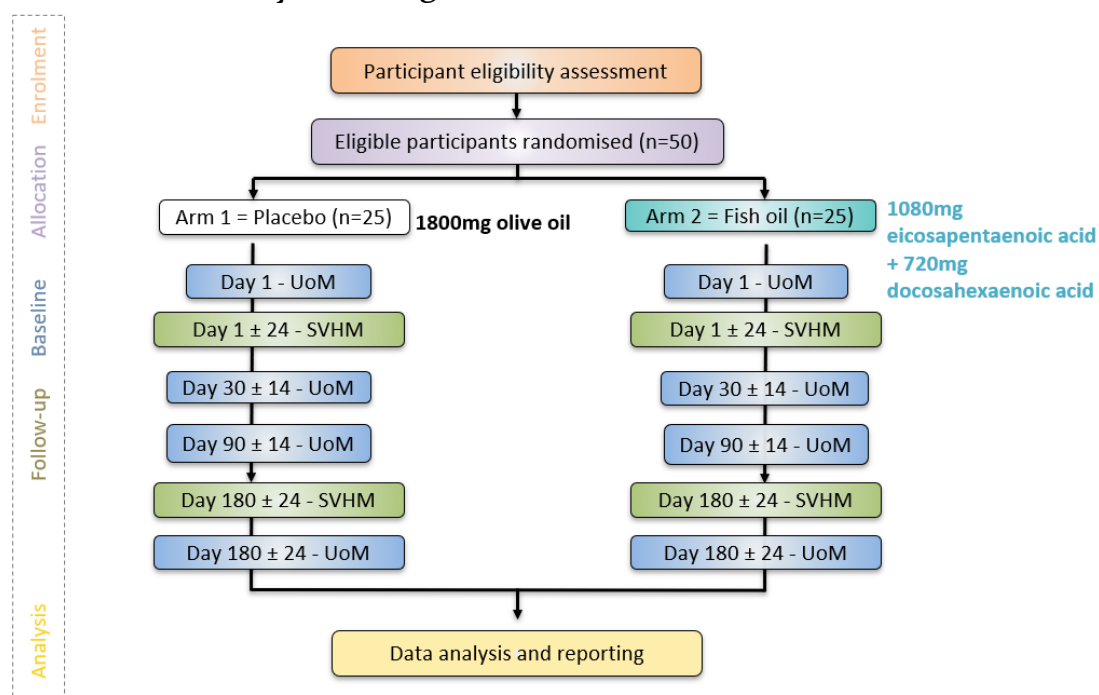 Enrolment
Allocation
Baseline
Follow-up
Analysis
Participant eligibility assessment
Eligible participants randomised (n=50)
Arm 1 = Placebo (n=25)
1800mg olive oil
Arm 2 = Fish oil (n=25)
1080mg
eicosapentaenoic acid
+ 720mg
docosahexaenoic acid
Day 1 - UoM
Day 1 ± 24 - SVHM
Day 30 ± 14 - UoM
Day 90 ± 14 - UoM
Day 180 ± 24 - SVHM
Day 180 ± 24 - UoM
Day 1 - UoM
Day 1 ± 24 - SVHM
Day 30 ± 14 - UoM
Day 90 ± 14 - UoM
Day 180 ± 24 - SVHM
Day 180 ± 24 - UoM
Data analysis and reporting